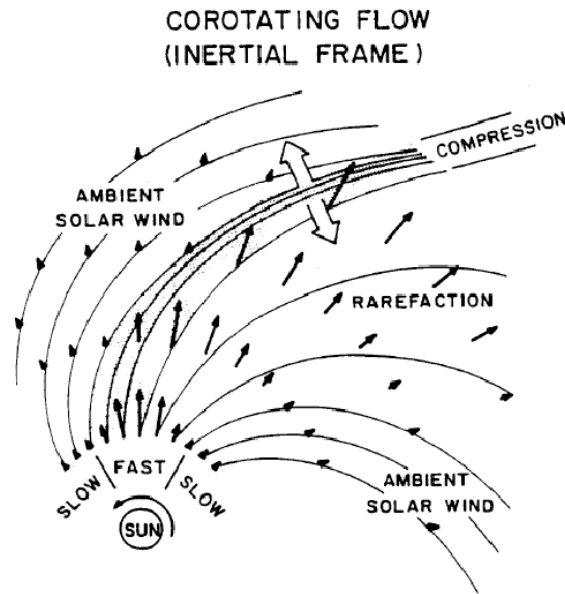 COROTATING FLOW
(INERTIAL FRAME)
COMPRESSION
AMBIENT
SOLAR WIND
RAREFACTION
SLOW
FAST
SLOW
SUN
AMBIENT
SOLAR WIND